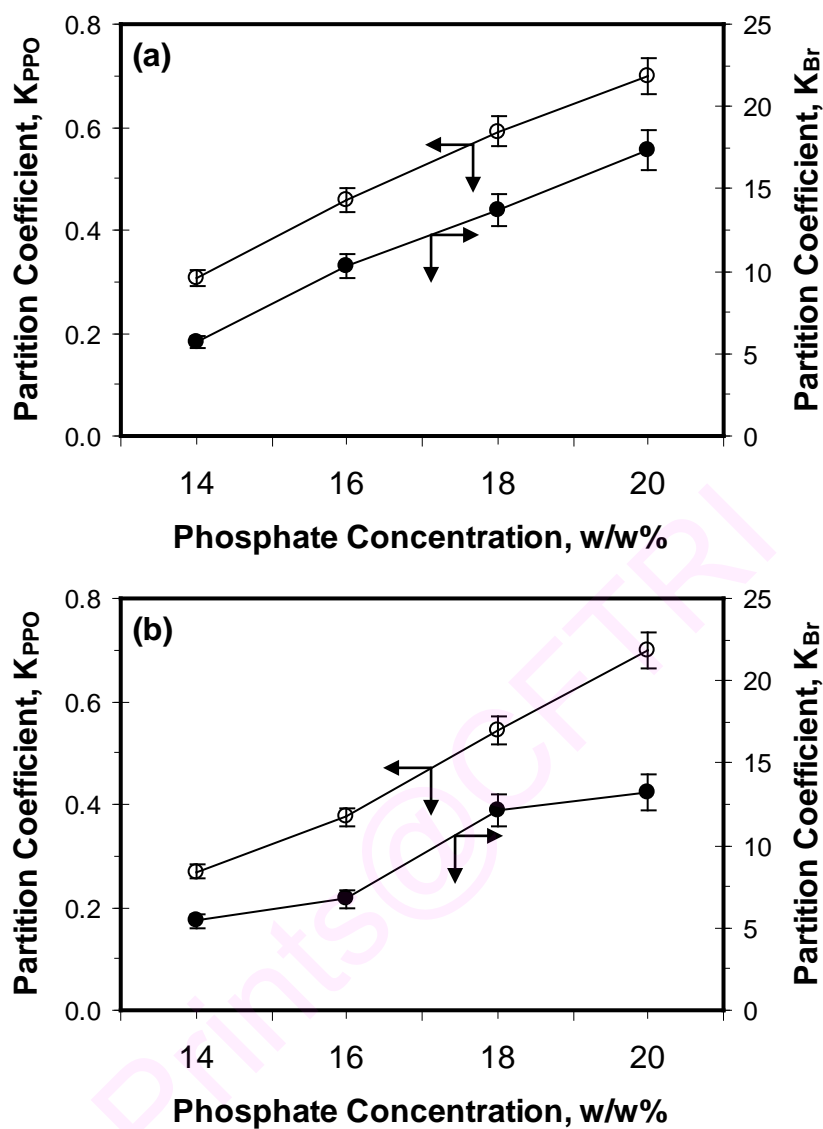 (a)
Partition Coefficient, KPPO
0.8
0.6
0.4
0.2
0.0
25
20
15
10
5
0
Partition Coefficient, KBr
14 16 18 20
Phosphate Concentration, w/w%
(b)
Partition Coefficient, KPPO
0.8
0.6
0.4
0.2
0.0
25
20
15
10
5
0
Partition Coefficient, KBr
14 16 18 20
Phosphate Concentration, w/w%
Prints@CFTRI